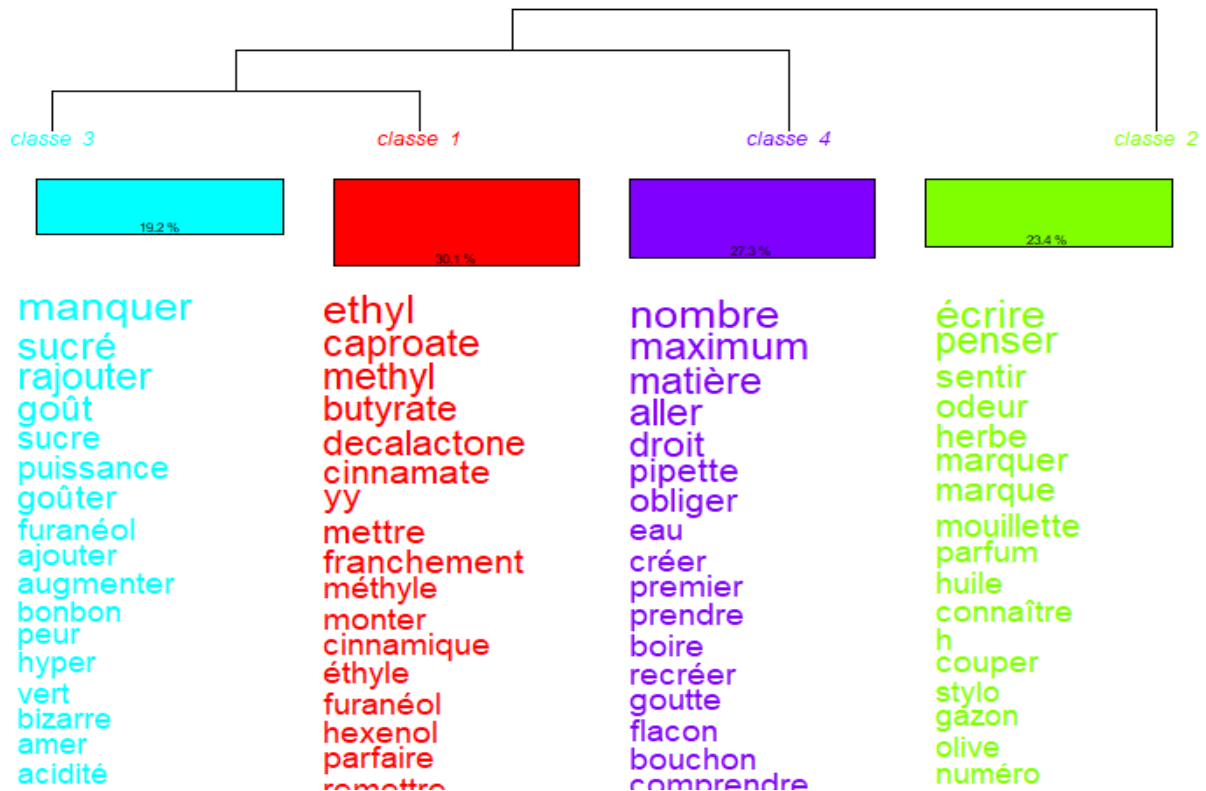 classe 3
classe 1
classe 4
classe 2
19.2 %
30.1 %
27.3 %
23.4 %
manquer
sucré
rajouter
goût
sucre
puissance
goûter
furanéol
ajouter
augmenter
bonbon
peur
hyper
vert
bizarre
amer
acidité
ethyl
caproate
methyl
butyrate
decalactone
cinnamate
yy
mettre
franchement
méthyle
monter
cinnamique
éthyle
furanéol
hexenol
parfaire
remettre
nombre
maximum
matière
aller
droit
pipette
obliger
eau
créer
premier
prendre
boire
recréer
goutte
flacon
bouchon
comprendre
écrire
penser
sentir
odeur
herbe
marquer
marque
mouillette
parfum
huile
connaître
h
couper
stylo
gazon
olive
numéro